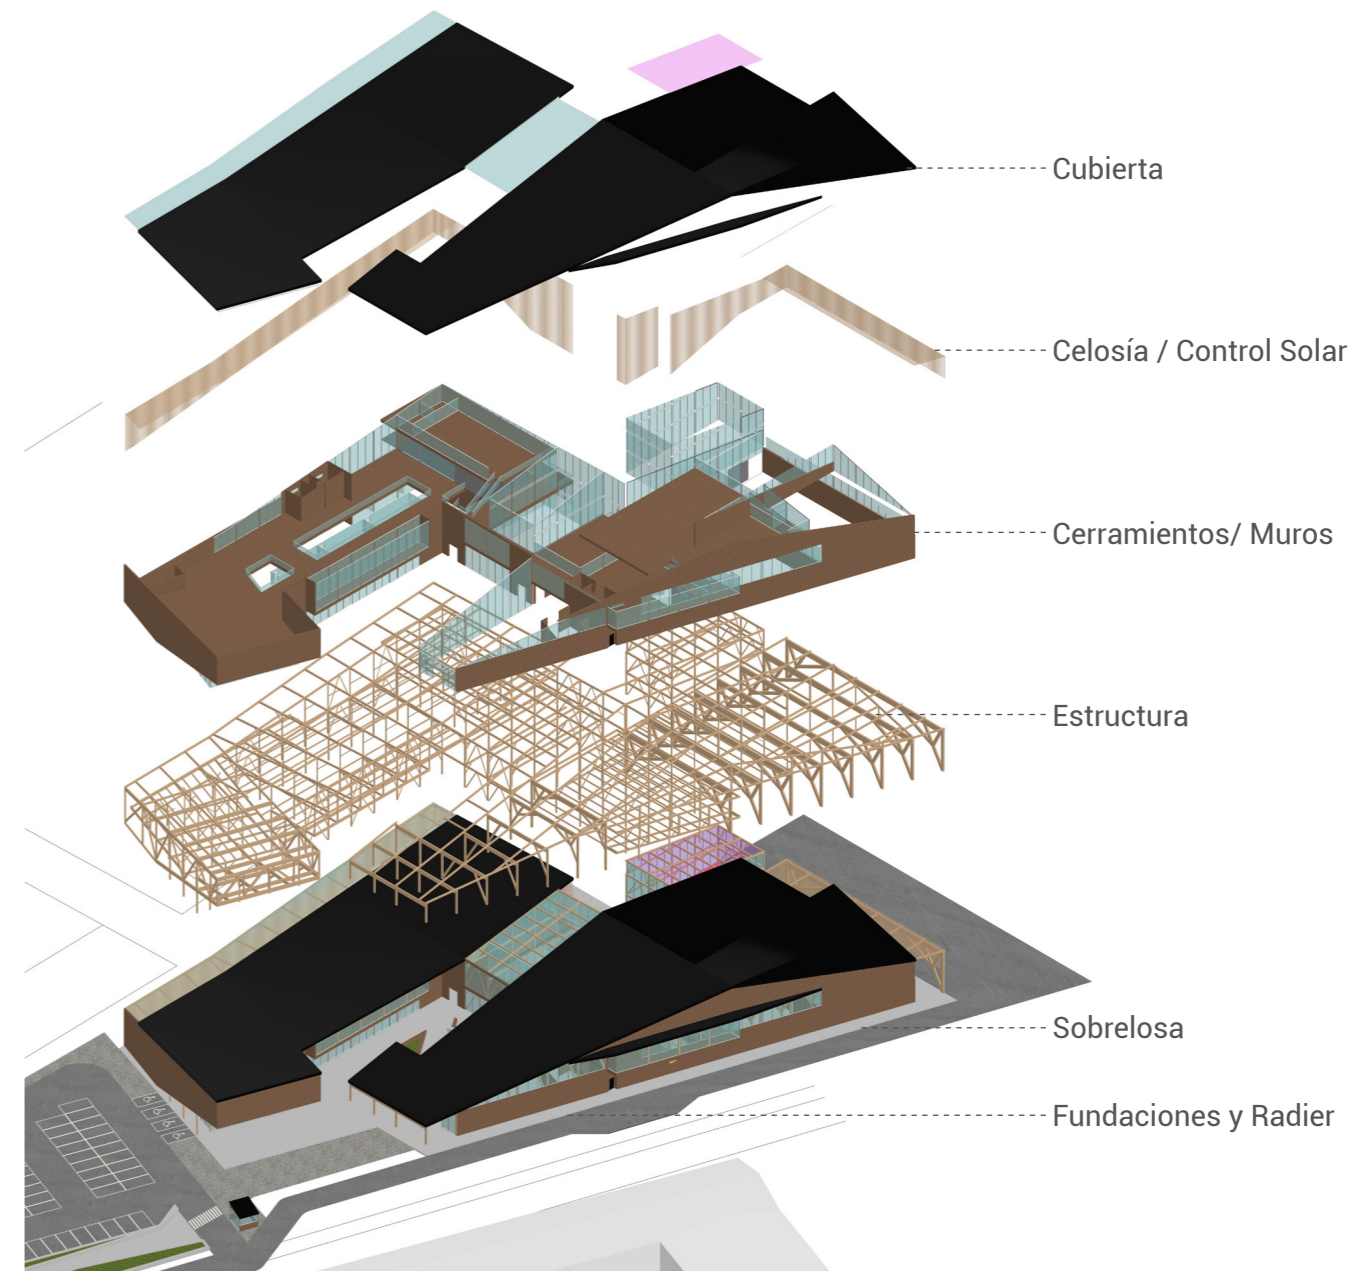 Cubierta
Celosía / Control Solar
Cerramientos/ Muros
Estructura
Sobrelosa
Fundaciones y Radier